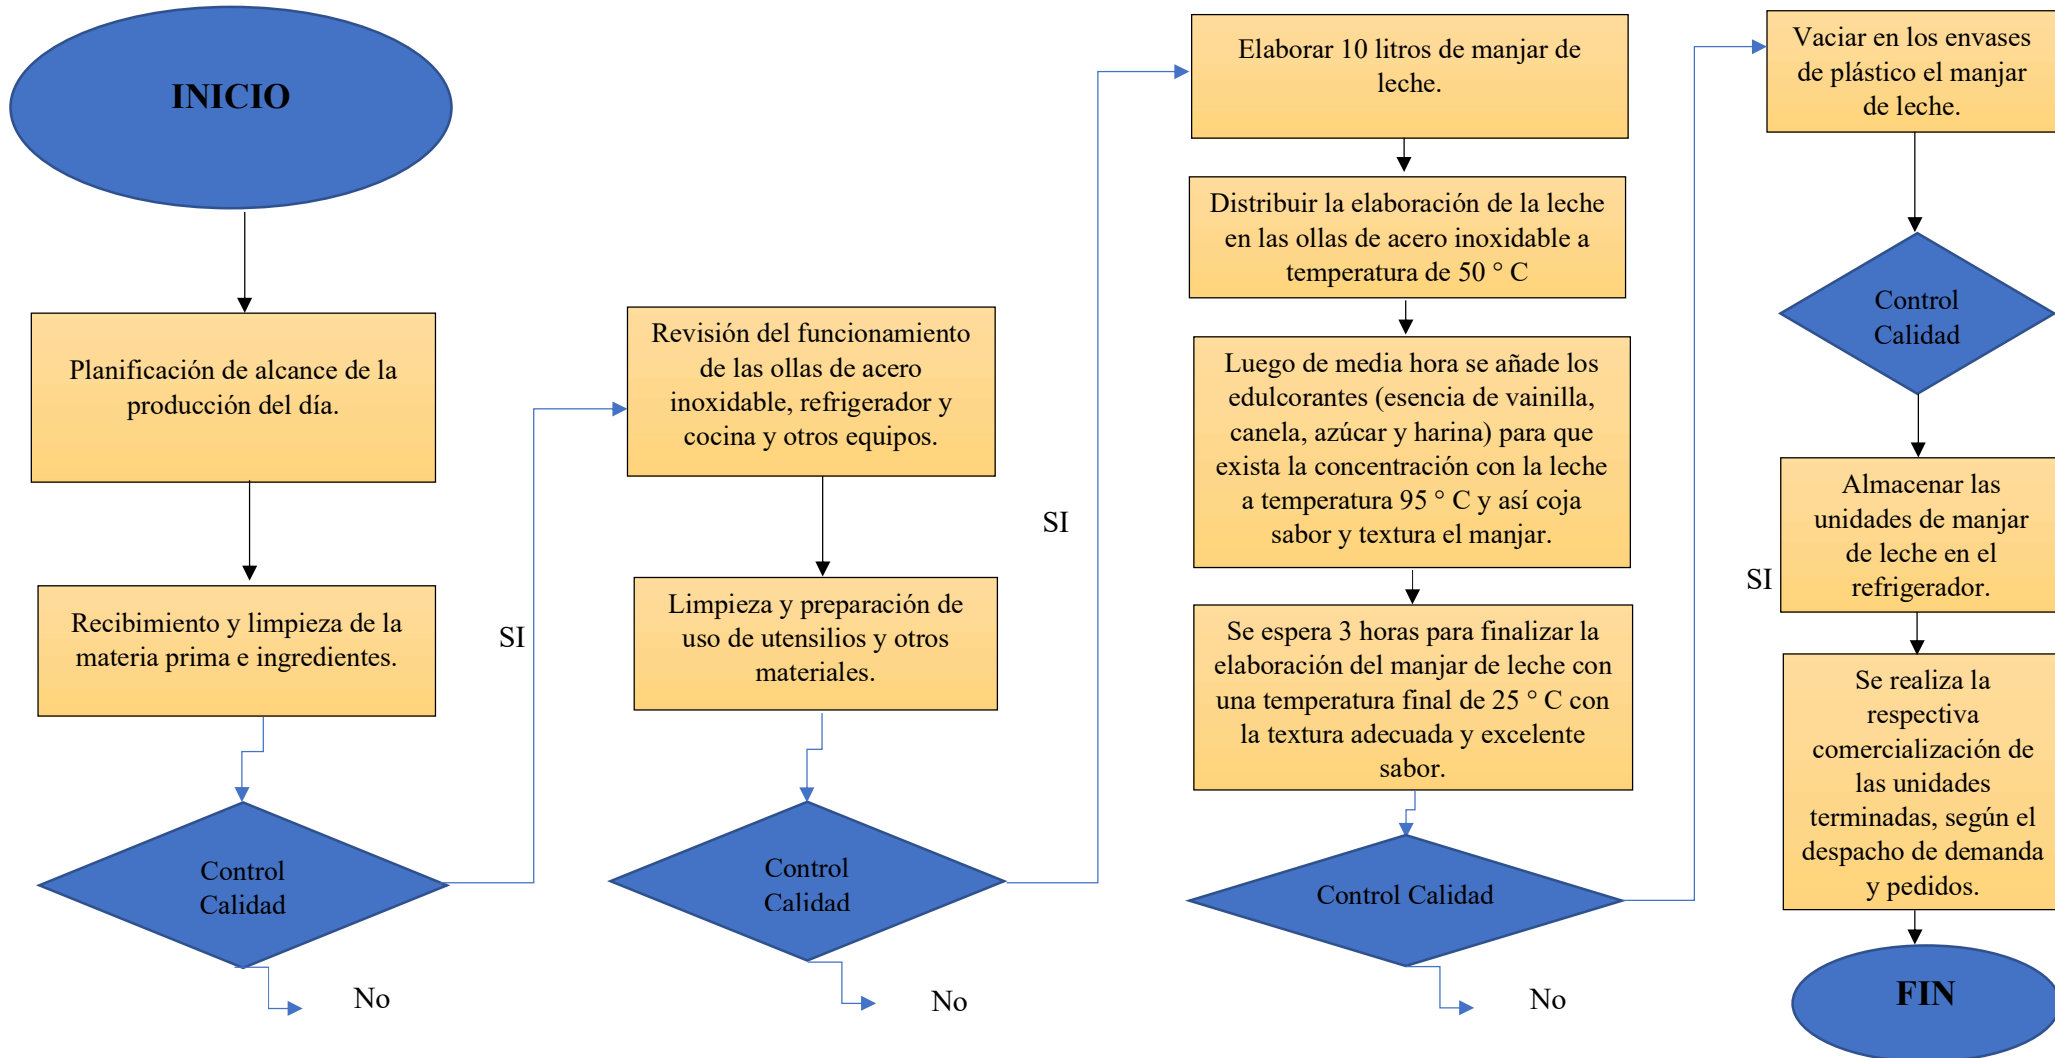 INICIO
Planificación de alcance de la
producción del día.
Recibimiento y limpieza de la
materia prima e ingredientes.
Control
Calidad
No
SI
Revisión del funcionamiento
de las ollas de acero
inoxidable, refrigerador y
cocina y otros equipos.
Limpieza y preparación de
uso de utensilios y otros
materiales.
Control
Calidad
No
SI
Elaborar 10 litros de manjar de
leche.
Distribuir la elaboración de la leche
en las ollas de acero inoxidable a
temperatura de 50 ° C
Luego de media hora se añade los
edulcorantes (esencia de vainilla,
canela, azúcar y harina) para que
exista la concentración con la leche
a temperatura 95 ° C y así coja
sabor y textura el manjar.
Se espera 3 horas para finalizar la
elaboración del manjar de leche con
una temperatura final de 25 ° C con
la textura adecuada y excelente
sabor.
Control Calidad
No
SI
Vaciar en los envases
de plástico el manjar
de leche.
Control
Calidad
Almacenar las
unidades de manjar
de leche en el
refrigerador.
Se realiza la
respectiva
comercialización de
las unidades
terminadas, según el
despacho de demanda
y pedidos.
FIN